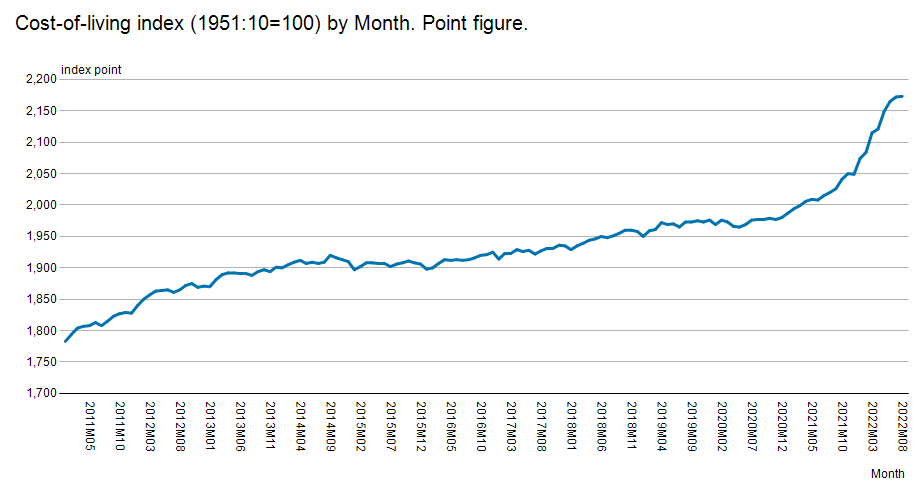 Cost-of-living index (1951:10=100) by Month. Point figure.
index point
2,200
2,150
2,100
2,050
2,000
1,950
1,900
1,850
1,800
1,750
1,700
2011M05
2011M10
2012M03
2012M08
2013M01
2013M06
2013M11
2014M04
2014M09
2015M02
2015M07
2015M12
2016M05
2016M10
2017M03
2017M08
2018M01
2018M06
2018M11
2019M04
2019M09
2020M02
2020M07
2020M12
2021M05
2021M10
2022M03
2022M08
Month